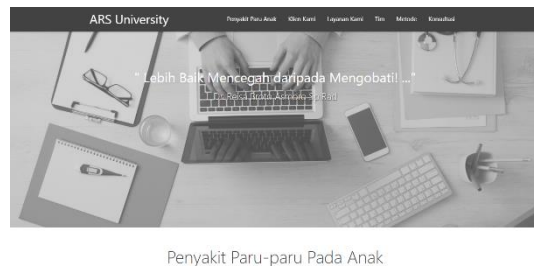 ARS University
Penyakit Paru Anak Klien Kami Layanan Kami Tim Metode Konsultasi
" Lebih Baik Mencegah daripada Mengobati! ..."
Penyakit Paru-paru Pada Anak